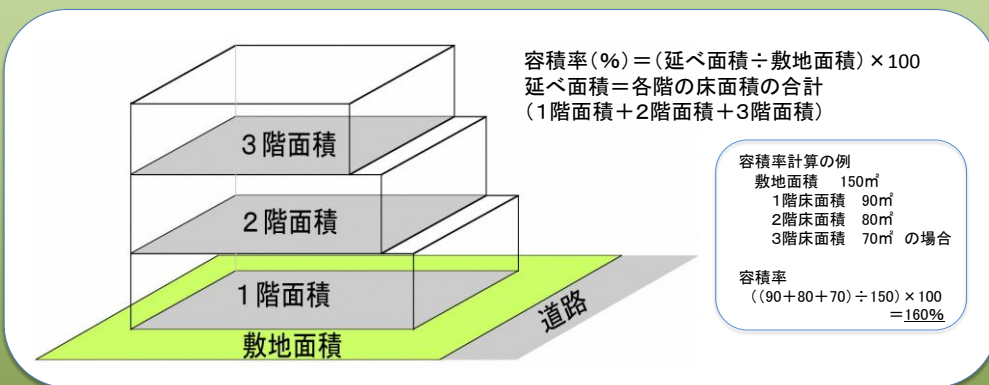 容積率(%)=(延べ面積÷敷地面積)×100
延べ面積=各階の床面積の合計
(1階面積+2階面積+3階面積)
3階面積
2階面積
1階面積
敷地面積
道路
容積率計算の例
敷地面積 150㎡
1階床面積 90㎡
2階床面積 80㎡
3階床面積 70㎡ の場合
容積率
((90+80+70)÷150)×100
=160%